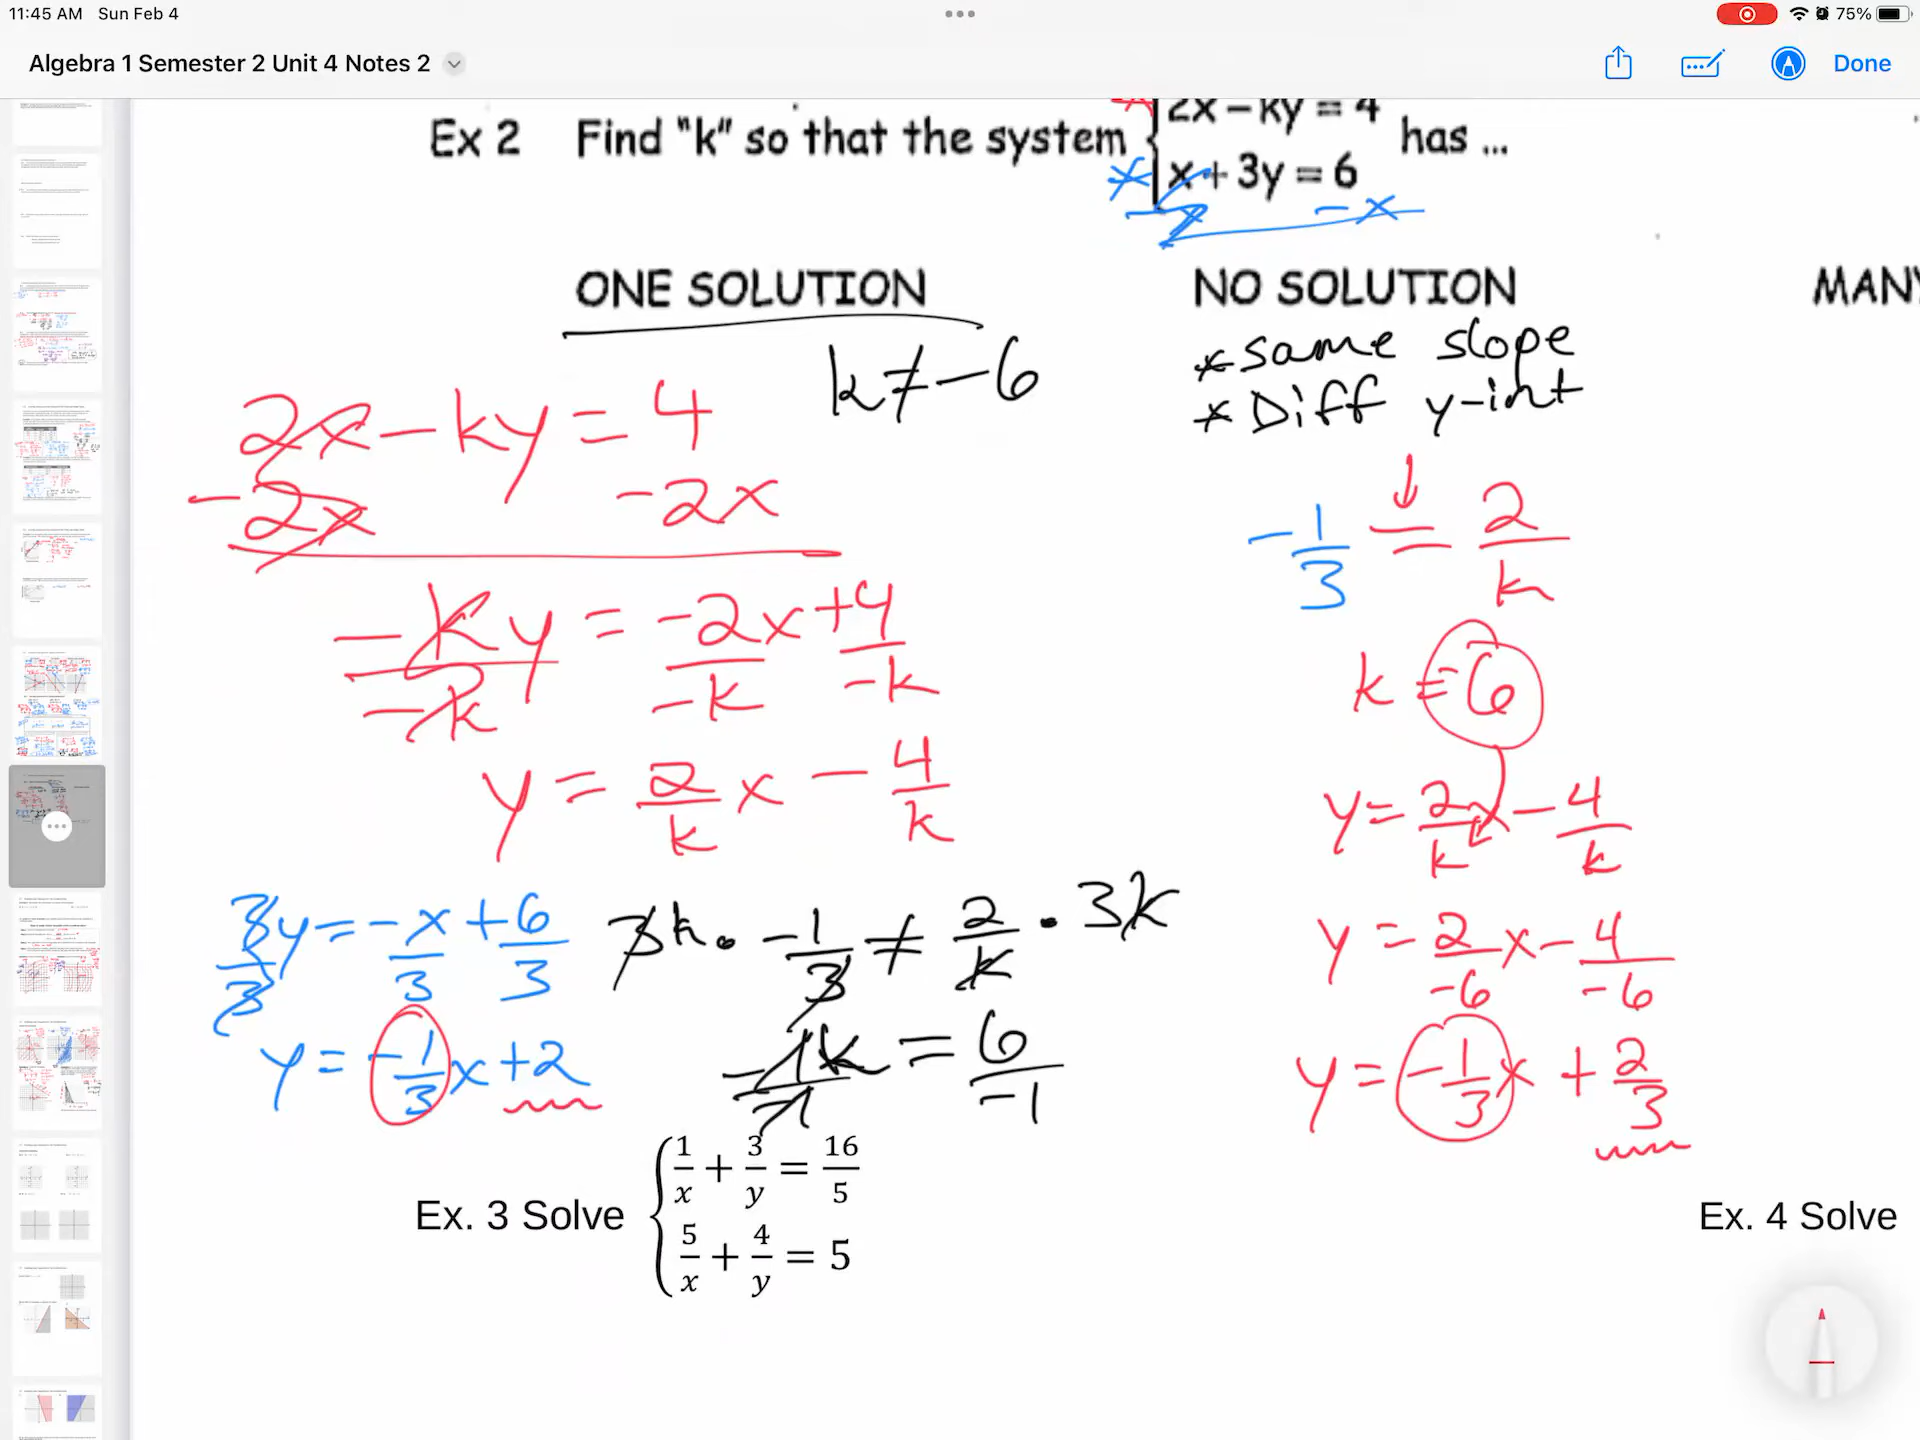 11:45 AM Sun Feb 4
75%
Algebra 1 Semester 2 Unit 4 Notes 2
Done
Ex 2 Find "k" so that the system
2x - ky = 4
x + 3y = 6
has ...
-x -x
ONE SOLUTION
k ≠ -6
2x - ky = 4
-2x -2x
-ky = -2x + 4
-k -k -k
y = 2/k x - 4/k
3y = -x + 6
3 3 3
y = -1/3 x + 2
3k · -1/3 ≠ 2/k · 3k
-1k = 6
-1 -1
NO SOLUTION
* same slope
* Diff y-int
-1/3 = 2/k
k = -6
y = 2/k x - 4/k
y = 2/-6 x - 4/-6
y = -1/3 x + 2/3
MANY
Ex. 3 Solve
1/x + 3/y = 16/5
5/x + 4/y = 5
Ex. 4 Solve